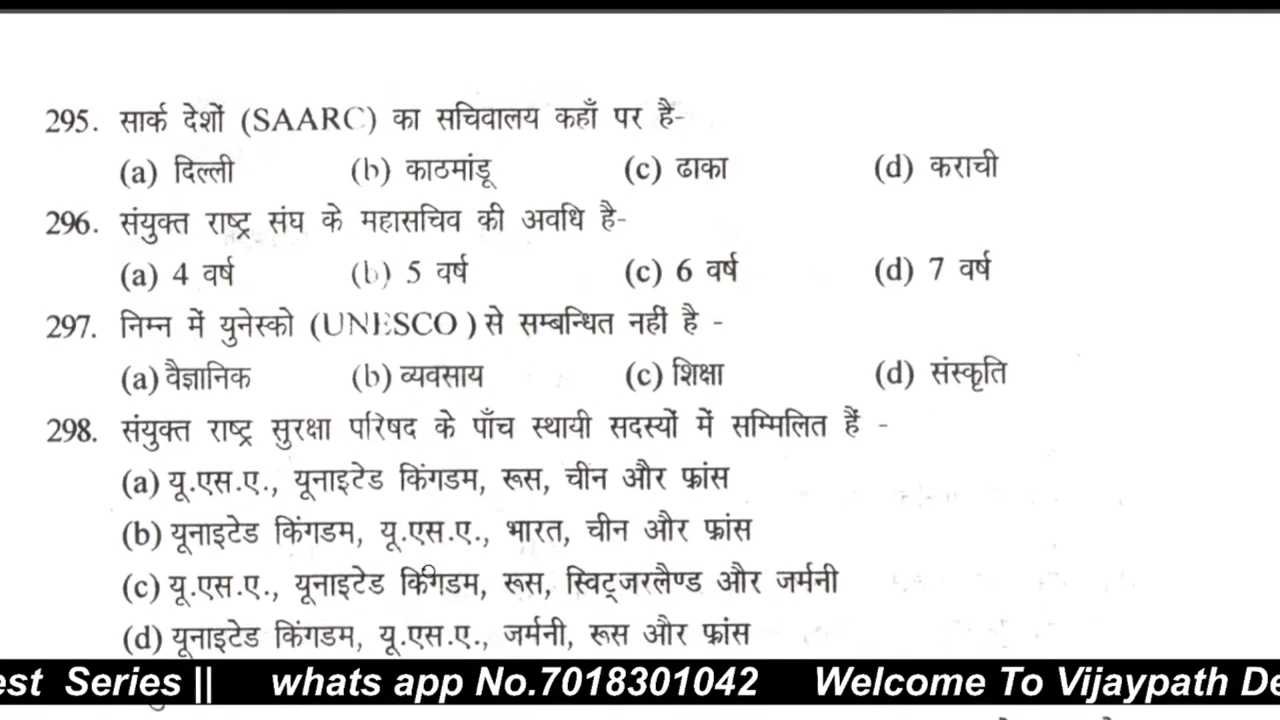 295. सार्क देशों (SAARC) का सचिवालय कहाँ पर है-
(a) दिल्ली (b) काठमांडू (c) ढाका (d) कराची
296. संयुक्त राष्ट्र संघ के महासचिव की अवधि है-
(a) 4 वर्ष (b) 5 वर्ष (c) 6 वर्ष (d) 7 वर्ष
297. निम्न में युनेस्को (UNESCO ) से सम्बन्धित नहीं है -
(a) वैज्ञानिक (b) व्यवसाय (c) शिक्षा (d) संस्कृति
298. संयुक्त राष्ट्र सुरक्षा परिषद के पाँच स्थायी सदस्यों में सम्मिलित हैं -
(a) यू.एस.ए., यूनाइटेड किंगडम, रूस, चीन और फ्रांस
(b) यूनाइटेड किंगडम, यू.एस.ए., भारत, चीन और फ्रांस
(c) यू.एस.ए., यूनाइटेड किंगडम, रूस, स्विट्जरलैण्ड और जर्मनी
(d) यूनाइटेड किंगडम, यू.एस.ए., जर्मनी, रूस और फ्रांस
est Series || whats app No.7018301042 Welcome To Vijaypath De